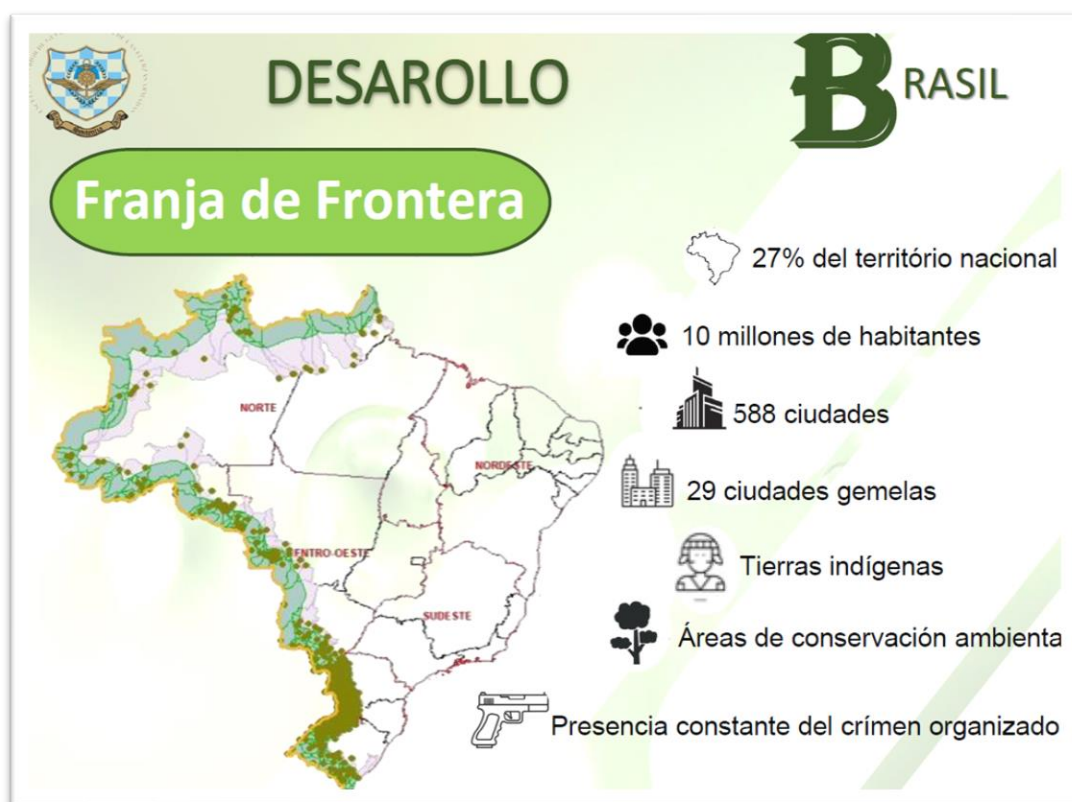 DESAROLLO
BRASIL
Franja de Frontera
27% del território nacional
10 millones de habitantes
588 ciudades
29 ciudades gemelas
Tierras indígenas
Áreas de conservación ambienta
Presencia constante del crímen organizado
NORTE
NORDESTE
ENTRO-OESTE
SUDESTE